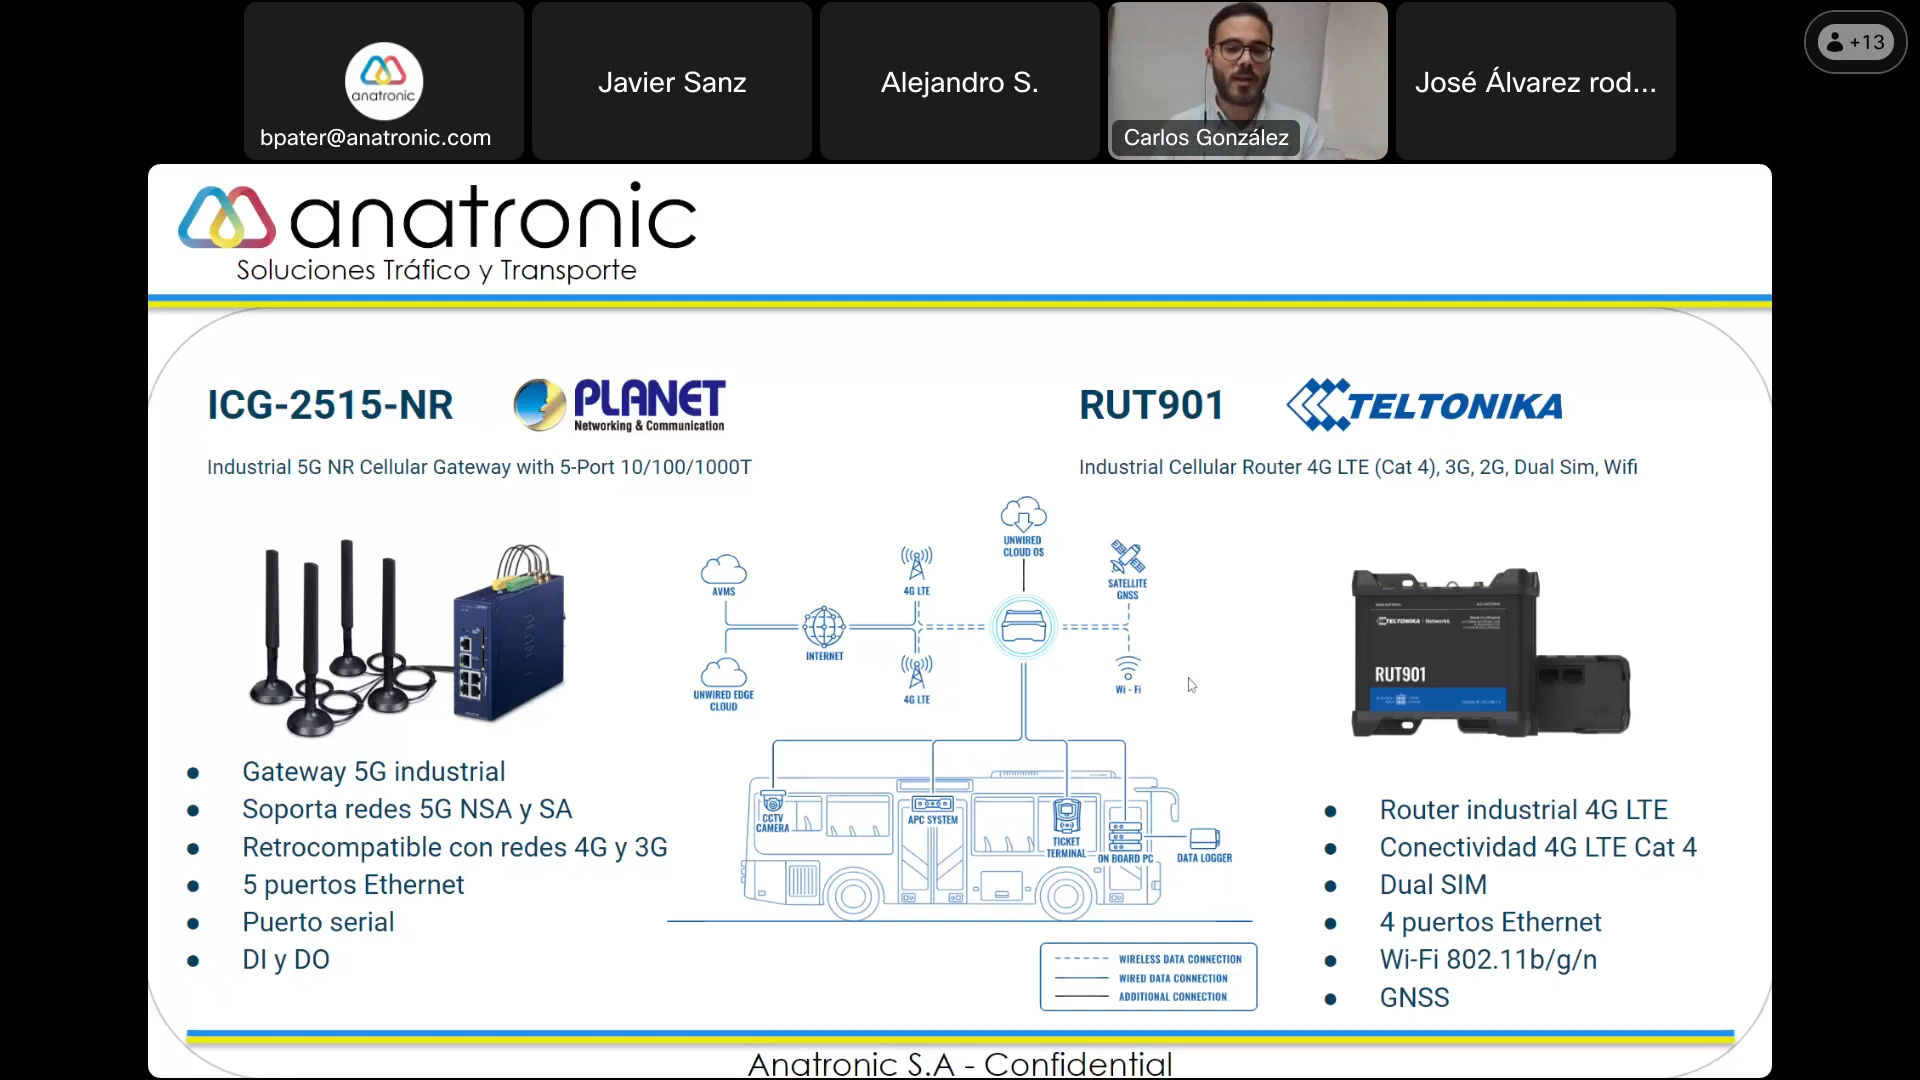 anatronic
bpater@anatronic.com
Javier Sanz
Alejandro S.
Carlos González
José Álvarez rod...
+13
anatronic
Soluciones Tráfico y Transporte
ICG-2515-NR
PLANET
Networking & Communication
Industrial 5G NR Cellular Gateway with 5-Port 10/100/1000T
RUT901
TELTONIKA
Industrial Cellular Router 4G LTE (Cat 4), 3G, 2G, Dual Sim, Wifi
UNWIRED
CLOUD OS
AVMS
4G LTE
SATELLITE
GNSS
INTERNET
UNWIRED EDGE
CLOUD
4G LTE
Wi - Fi
CCTV
CAMERA
APC SYSTEM
TICKET
TERMINAL
ON BOARD PC
DATA LOGGER
WIRELESS DATA CONNECTION
WIRED DATA CONNECTION
ADDITIONAL CONNECTION
PLANET
TELTONIKA | Networks
RUT901
Gateway 5G industrial
Soporta redes 5G NSA y SA
Retrocompatible con redes 4G y 3G
5 puertos Ethernet
Puerto serial
DI y DO
Router industrial 4G LTE
Conectividad 4G LTE Cat 4
Dual SIM
4 puertos Ethernet
Wi-Fi 802.11b/g/n
GNSS
Anatronic S.A - Confidential